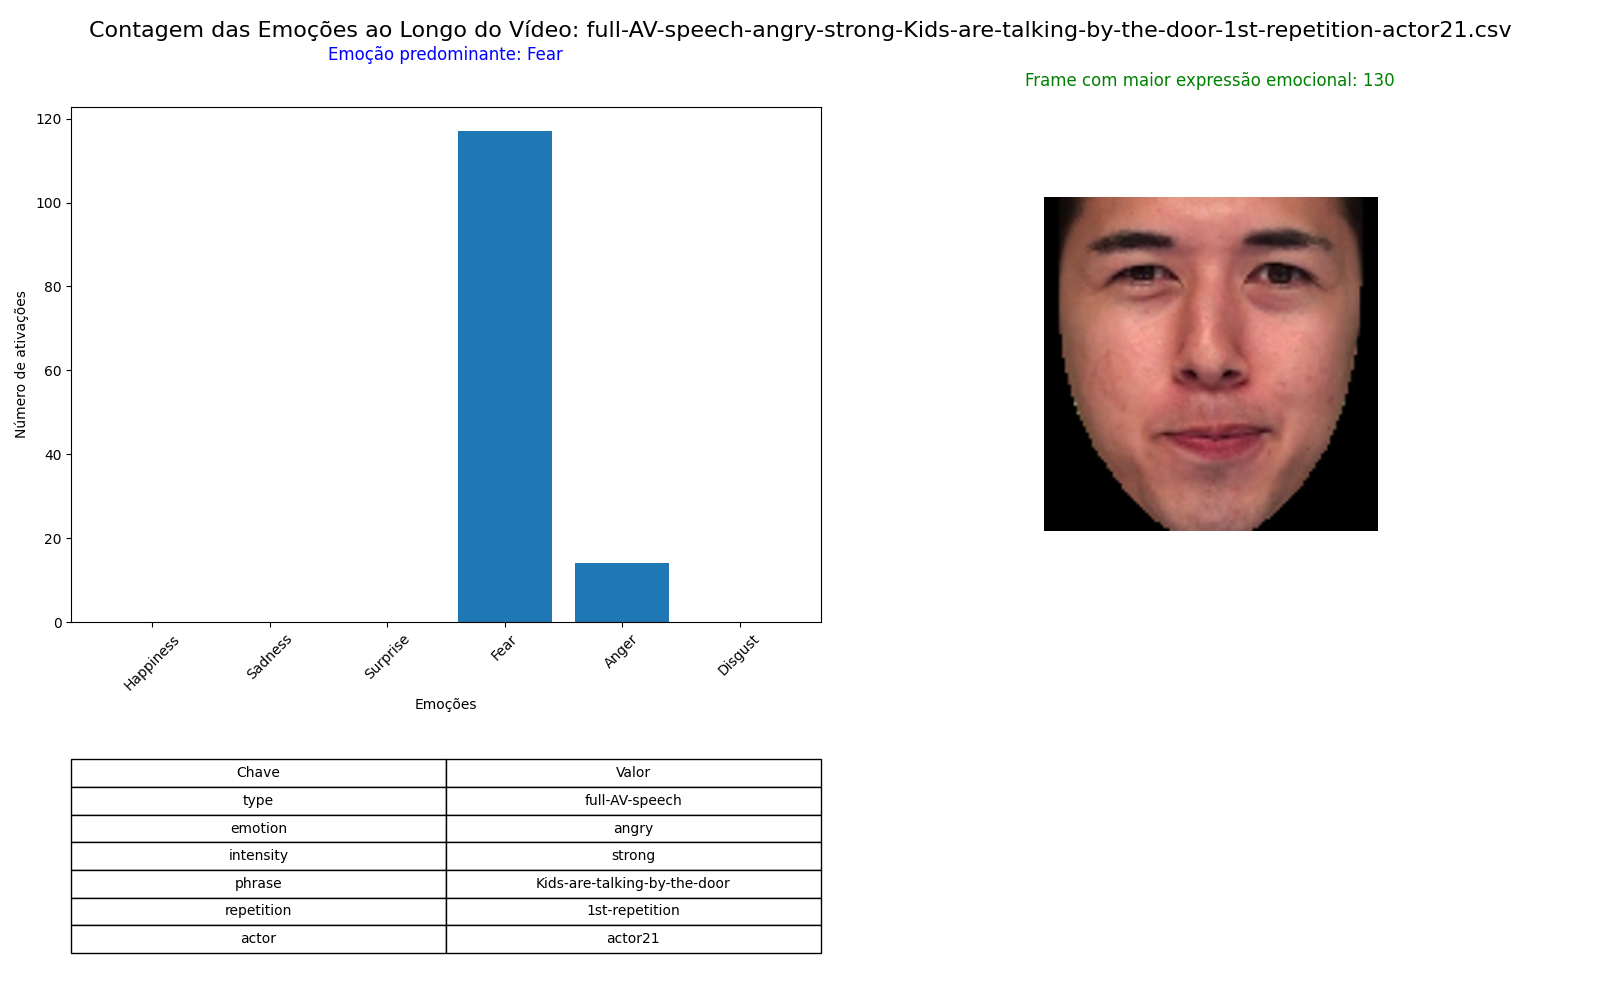 Contagem das Emoções ao Longo do Vídeo: full-AV-speech-angry-strong-Kids-are-talking-by-the-door-1st-repetition-actor21.csv
Emoção predominante: Fear
Frame com maior expressão emocional: 130
120
100
80
60
40
20
0
Número de ativações
Happiness
Sadness
Surprise
Fear
Anger
Disgust
Emoções
Chave Valor
type full-AV-speech
emotion angry
intensity strong
phrase Kids-are-talking-by-the-door
repetition 1st-repetition
actor actor21